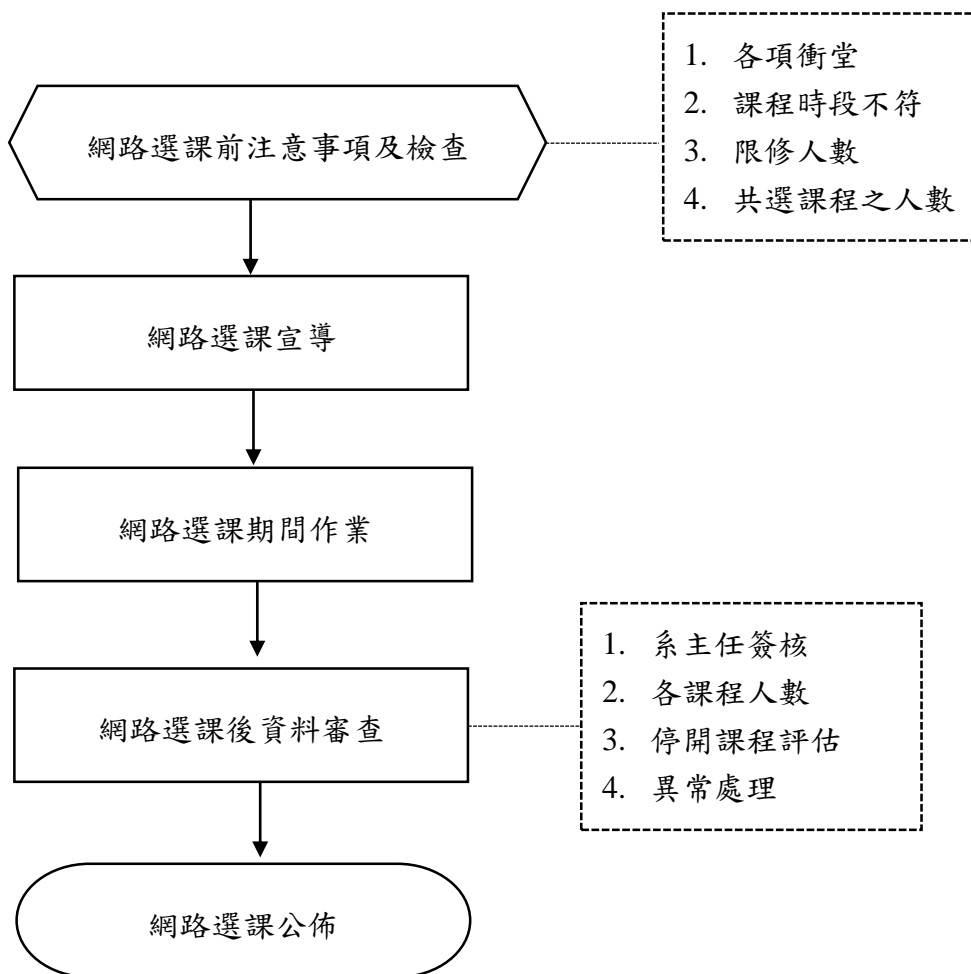 網路選課前注意事項及檢查
1. 各項衝堂
2. 課程時段不符
3. 限修人數
4. 共選課程之人數
網路選課宣導
網路選課期間作業
網路選課後資料審查
1. 系主任簽核
2. 各課程人數
3. 停開課程評估
4. 異常處理
網路選課公佈